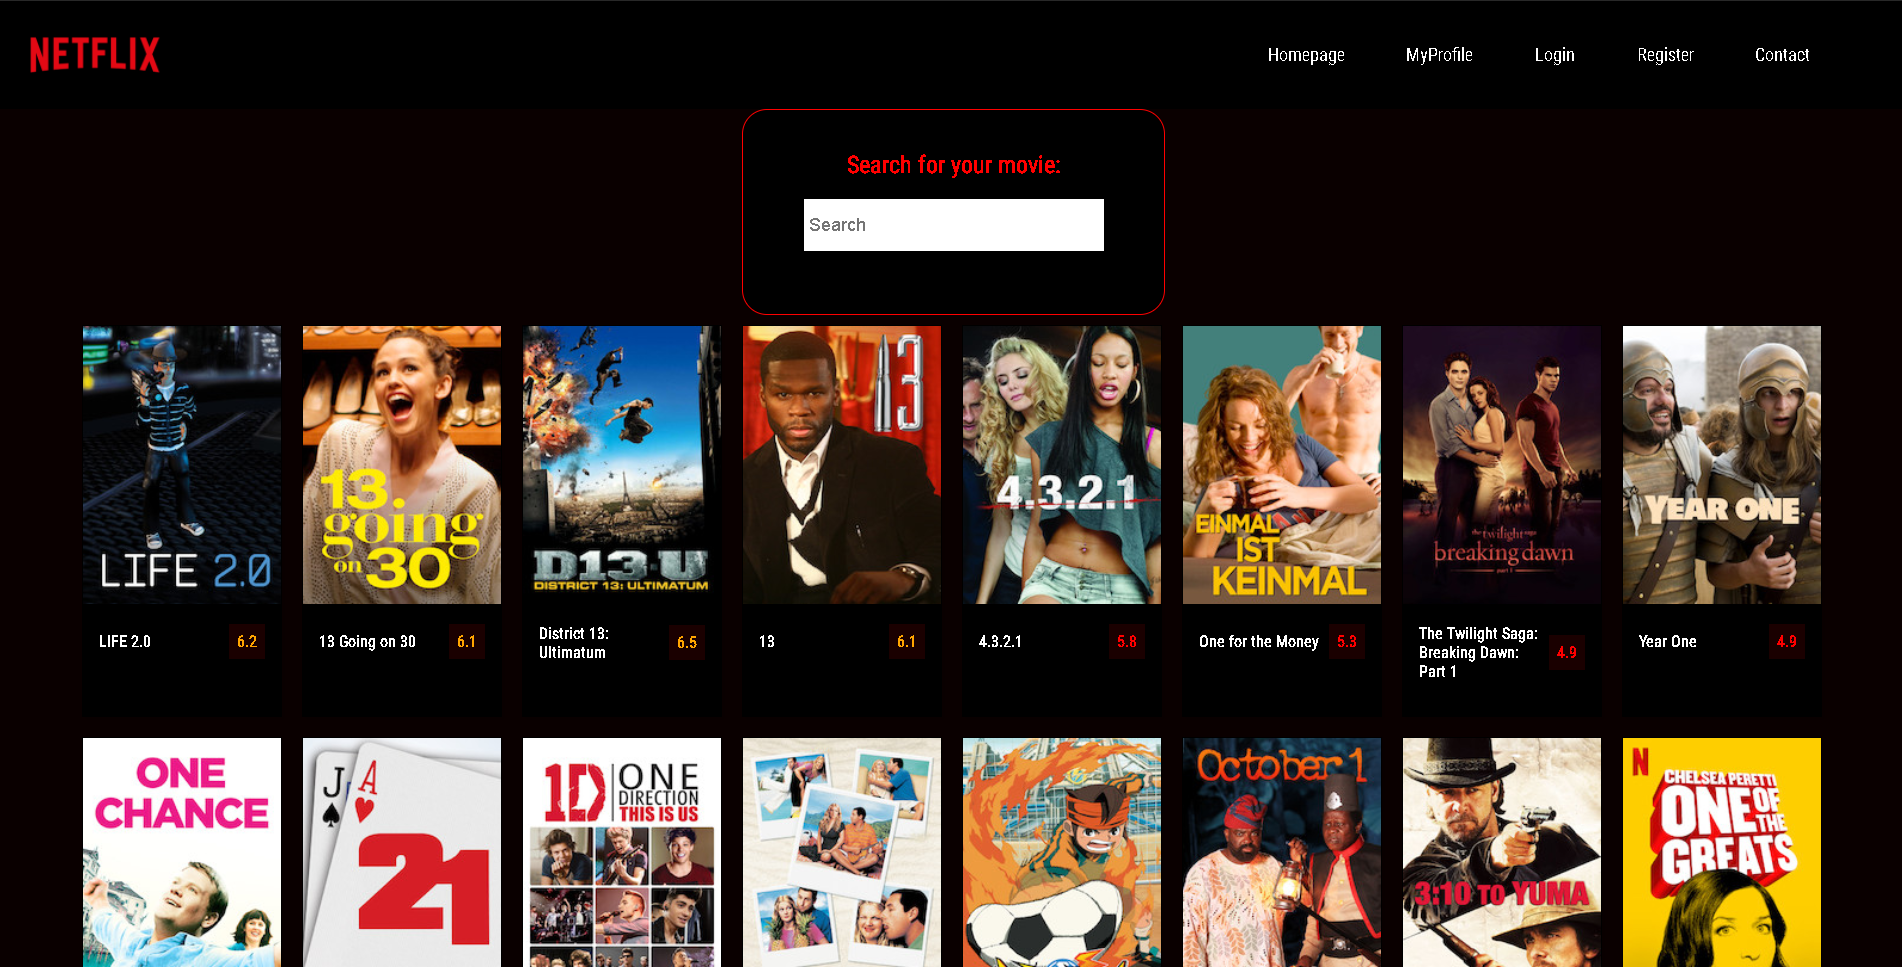 NETFLIX
Homepage
MyProfile
Login
Register
Contact
Search for your movie:
Search
LIFE 2.0
13.
going
on 30
D13-U
DISTRICT 13: ULTIMATUM
13
4.3.2.1
EINMAL
IST
KEINMAL
the twilight saga
breaking dawn
part 1
YEAR ONE
LIFE 2.0
6.2
13 Going on 30
6.1
District 13:
Ultimatum
6.5
13
6.1
4.3.2.1
5.8
One for the Money
5.3
The Twilight Saga:
Breaking Dawn:
Part 1
4.9
Year One
4.9
ONE
CHANCE
J
A
21
1D
ONE
DIRECTION
THIS IS US
October 1
3:10 TO YUMA
N
CHELSEA PERETTI
ONE OF
THE
GREATS